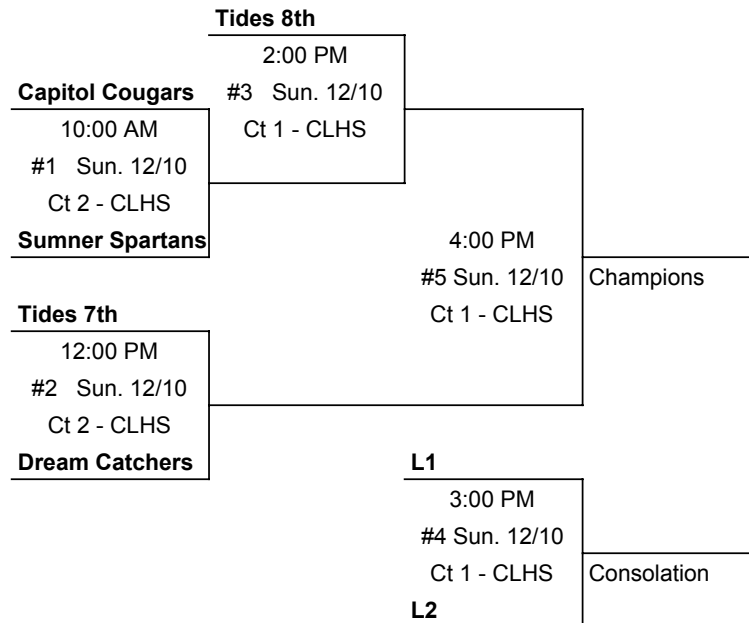 Tides 8th
2:00 PM
#3 Sun. 12/10
Ct 1 - CLHS
Capitol Cougars
10:00 AM
#1 Sun. 12/10
Ct 2 - CLHS
Sumner Spartans
4:00 PM
#5 Sun. 12/10
Ct 1 - CLHS
Champions
Tides 7th
12:00 PM
#2 Sun. 12/10
Ct 2 - CLHS
Dream Catchers
L1
3:00 PM
#4 Sun. 12/10
Ct 1 - CLHS
Consolation
L2